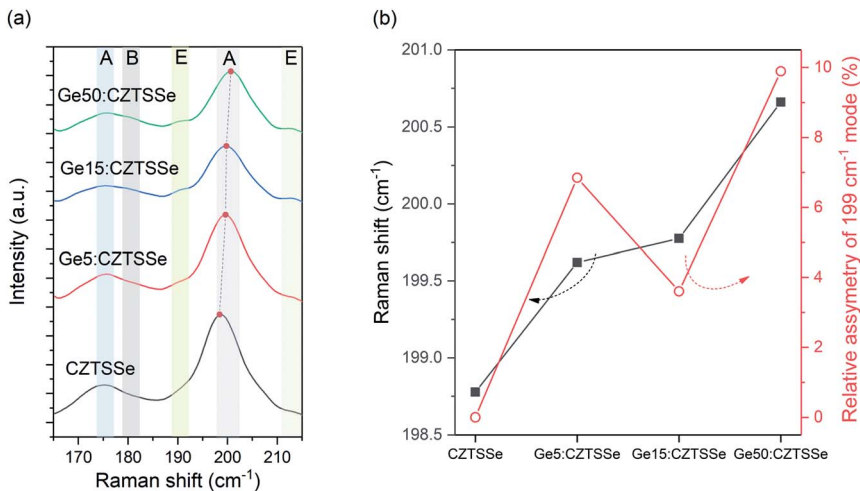 (a)
A B E A E
Ge50:CZTSSe
Ge15:CZTSSe
Ge5:CZTSSe
CZTSSe
Intensity (a.u.)
170 180 190 200 210
Raman shift (cm-1)
(b)
201.0
200.5
200.0
199.5
199.0
198.5
Raman shift (cm-1)
10
8
6
4
2
0
Relative assymetry of 199 cm-1 mode (%)
CZTSSe Ge5:CZTSSe Ge15:CZTSSe Ge50:CZTSSe